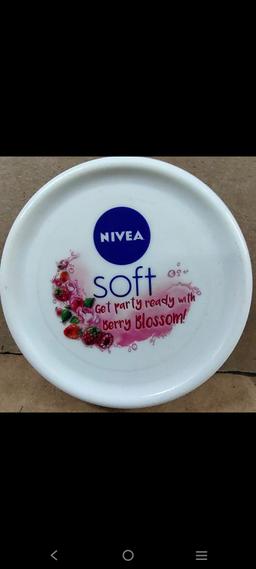 NIVEA
soft
Get party ready with
Berry Blossom!